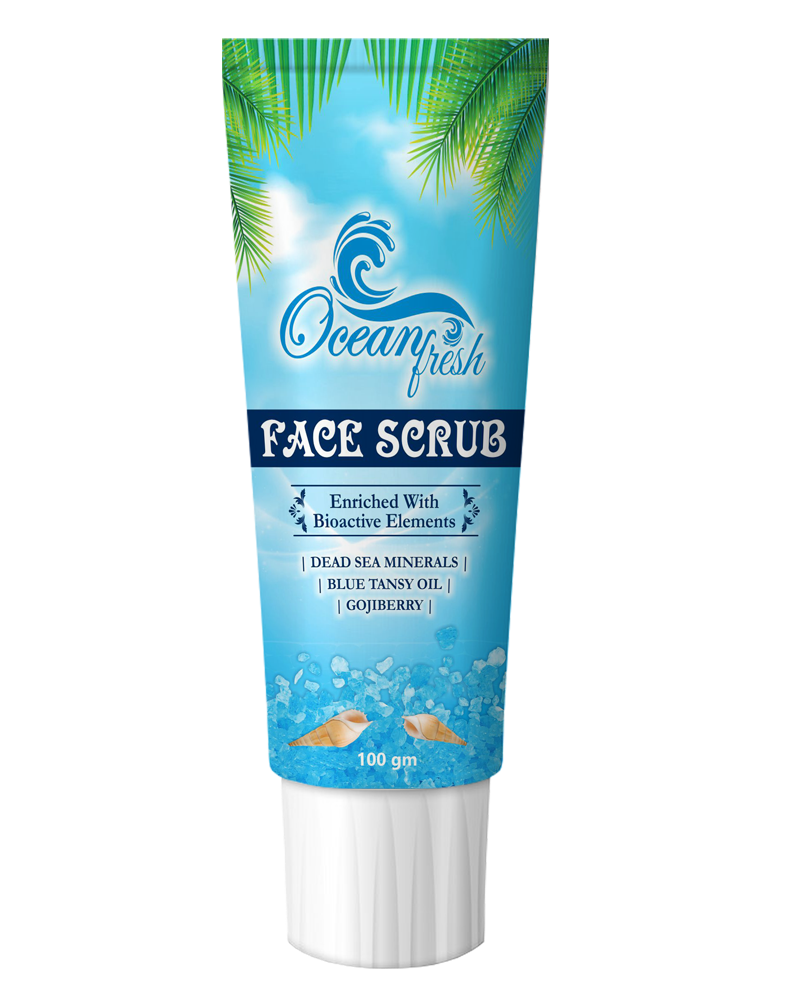 Ocean
fresh
FACE SCRUB
Enriched With
Bioactive Elements
| DEAD SEA MINERALS |
| BLUE TANSY OIL |
| GOJIBERRY |
100 gm